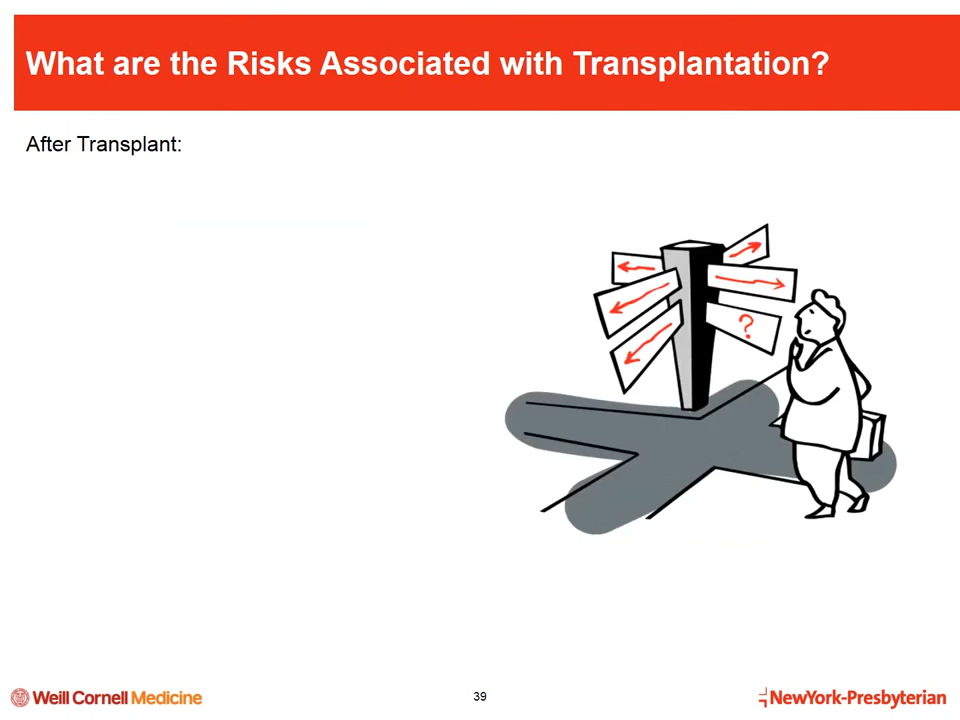 What are the Risks Associated with Transplantation?
After Transplant:
?
Weill Cornell Medicine
39
NewYork-Presbyterian